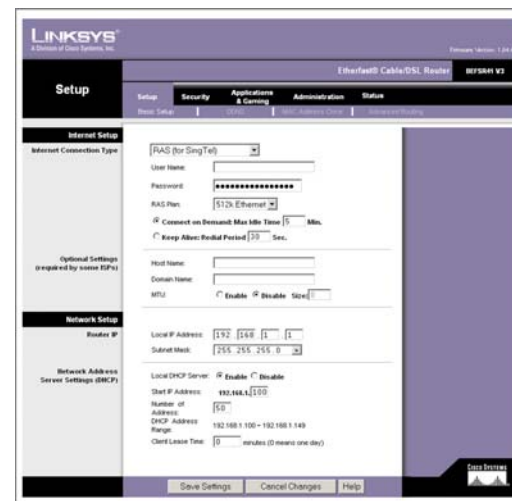 LINKSYS®
A Division of Cisco Systems, Inc.
Firmware Version: 1.04
Etherfast® Cable/DSL Router BEFSR41 V3
Setup
Setup Security Applications & Gaming Administration Status
Basic Setup DDNS MAC Address Clone Advanced Routing
Internet Setup
Internet Connection Type
RAS (for SingTel)
User Name:
Password:
RAS Plan: 512k Ethernet
Connect on Demand: Max Idle Time 5 Min.
Keep Alive: Redial Period 30 Sec.
Optional Settings
(required by some ISPs)
Host Name:
Domain Name:
MTU: Enable Disable Size: 0
Network Setup
Router IP
Local IP Address: 192 .168 .1 .1
Subnet Mask: 255.255.255.0
Network Address
Server Settings (DHCP)
Local DHCP Server: Enable Disable
Start IP Address: 192.168.1.100
Number of
Address: 50
DHCP Address
Range: 192.168.1.100 ~ 192.168.1.149
Client Lease Time: 0 minutes (0 means one day)
Save Settings Cancel Changes Help
Cisco Systems